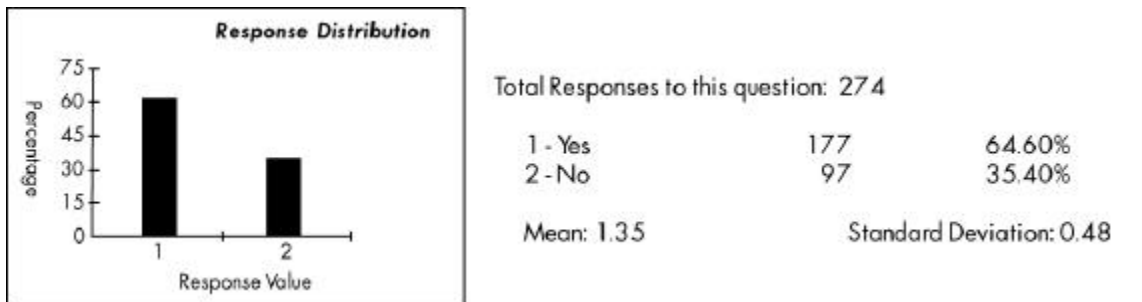 Response Distribution
Percentage
75
60
45
30
15
0
1 2
Response Value
Total Responses to this question: 274
1 - Yes 177 64.60%
2 - No 97 35.40%
Mean: 1.35 Standard Deviation: 0.48